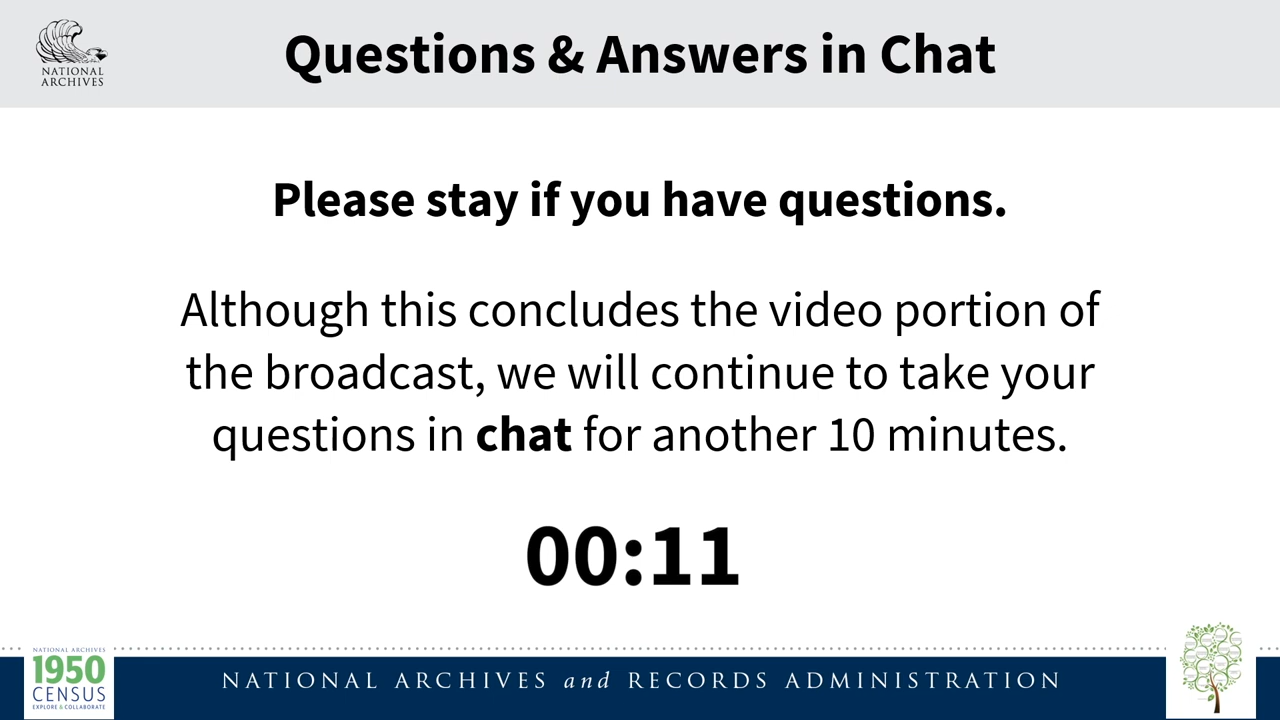 NATIONAL
ARCHIVES
Questions & Answers in Chat
Please stay if you have questions.
Although this concludes the video portion of
the broadcast, we will continue to take your
questions in chat for another 10 minutes.
00:11
NATIONAL ARCHIVES
1950
CENSUS
EXPLORE & COLLABORATE
NATIONAL ARCHIVES and RECORDS ADMINISTRATION